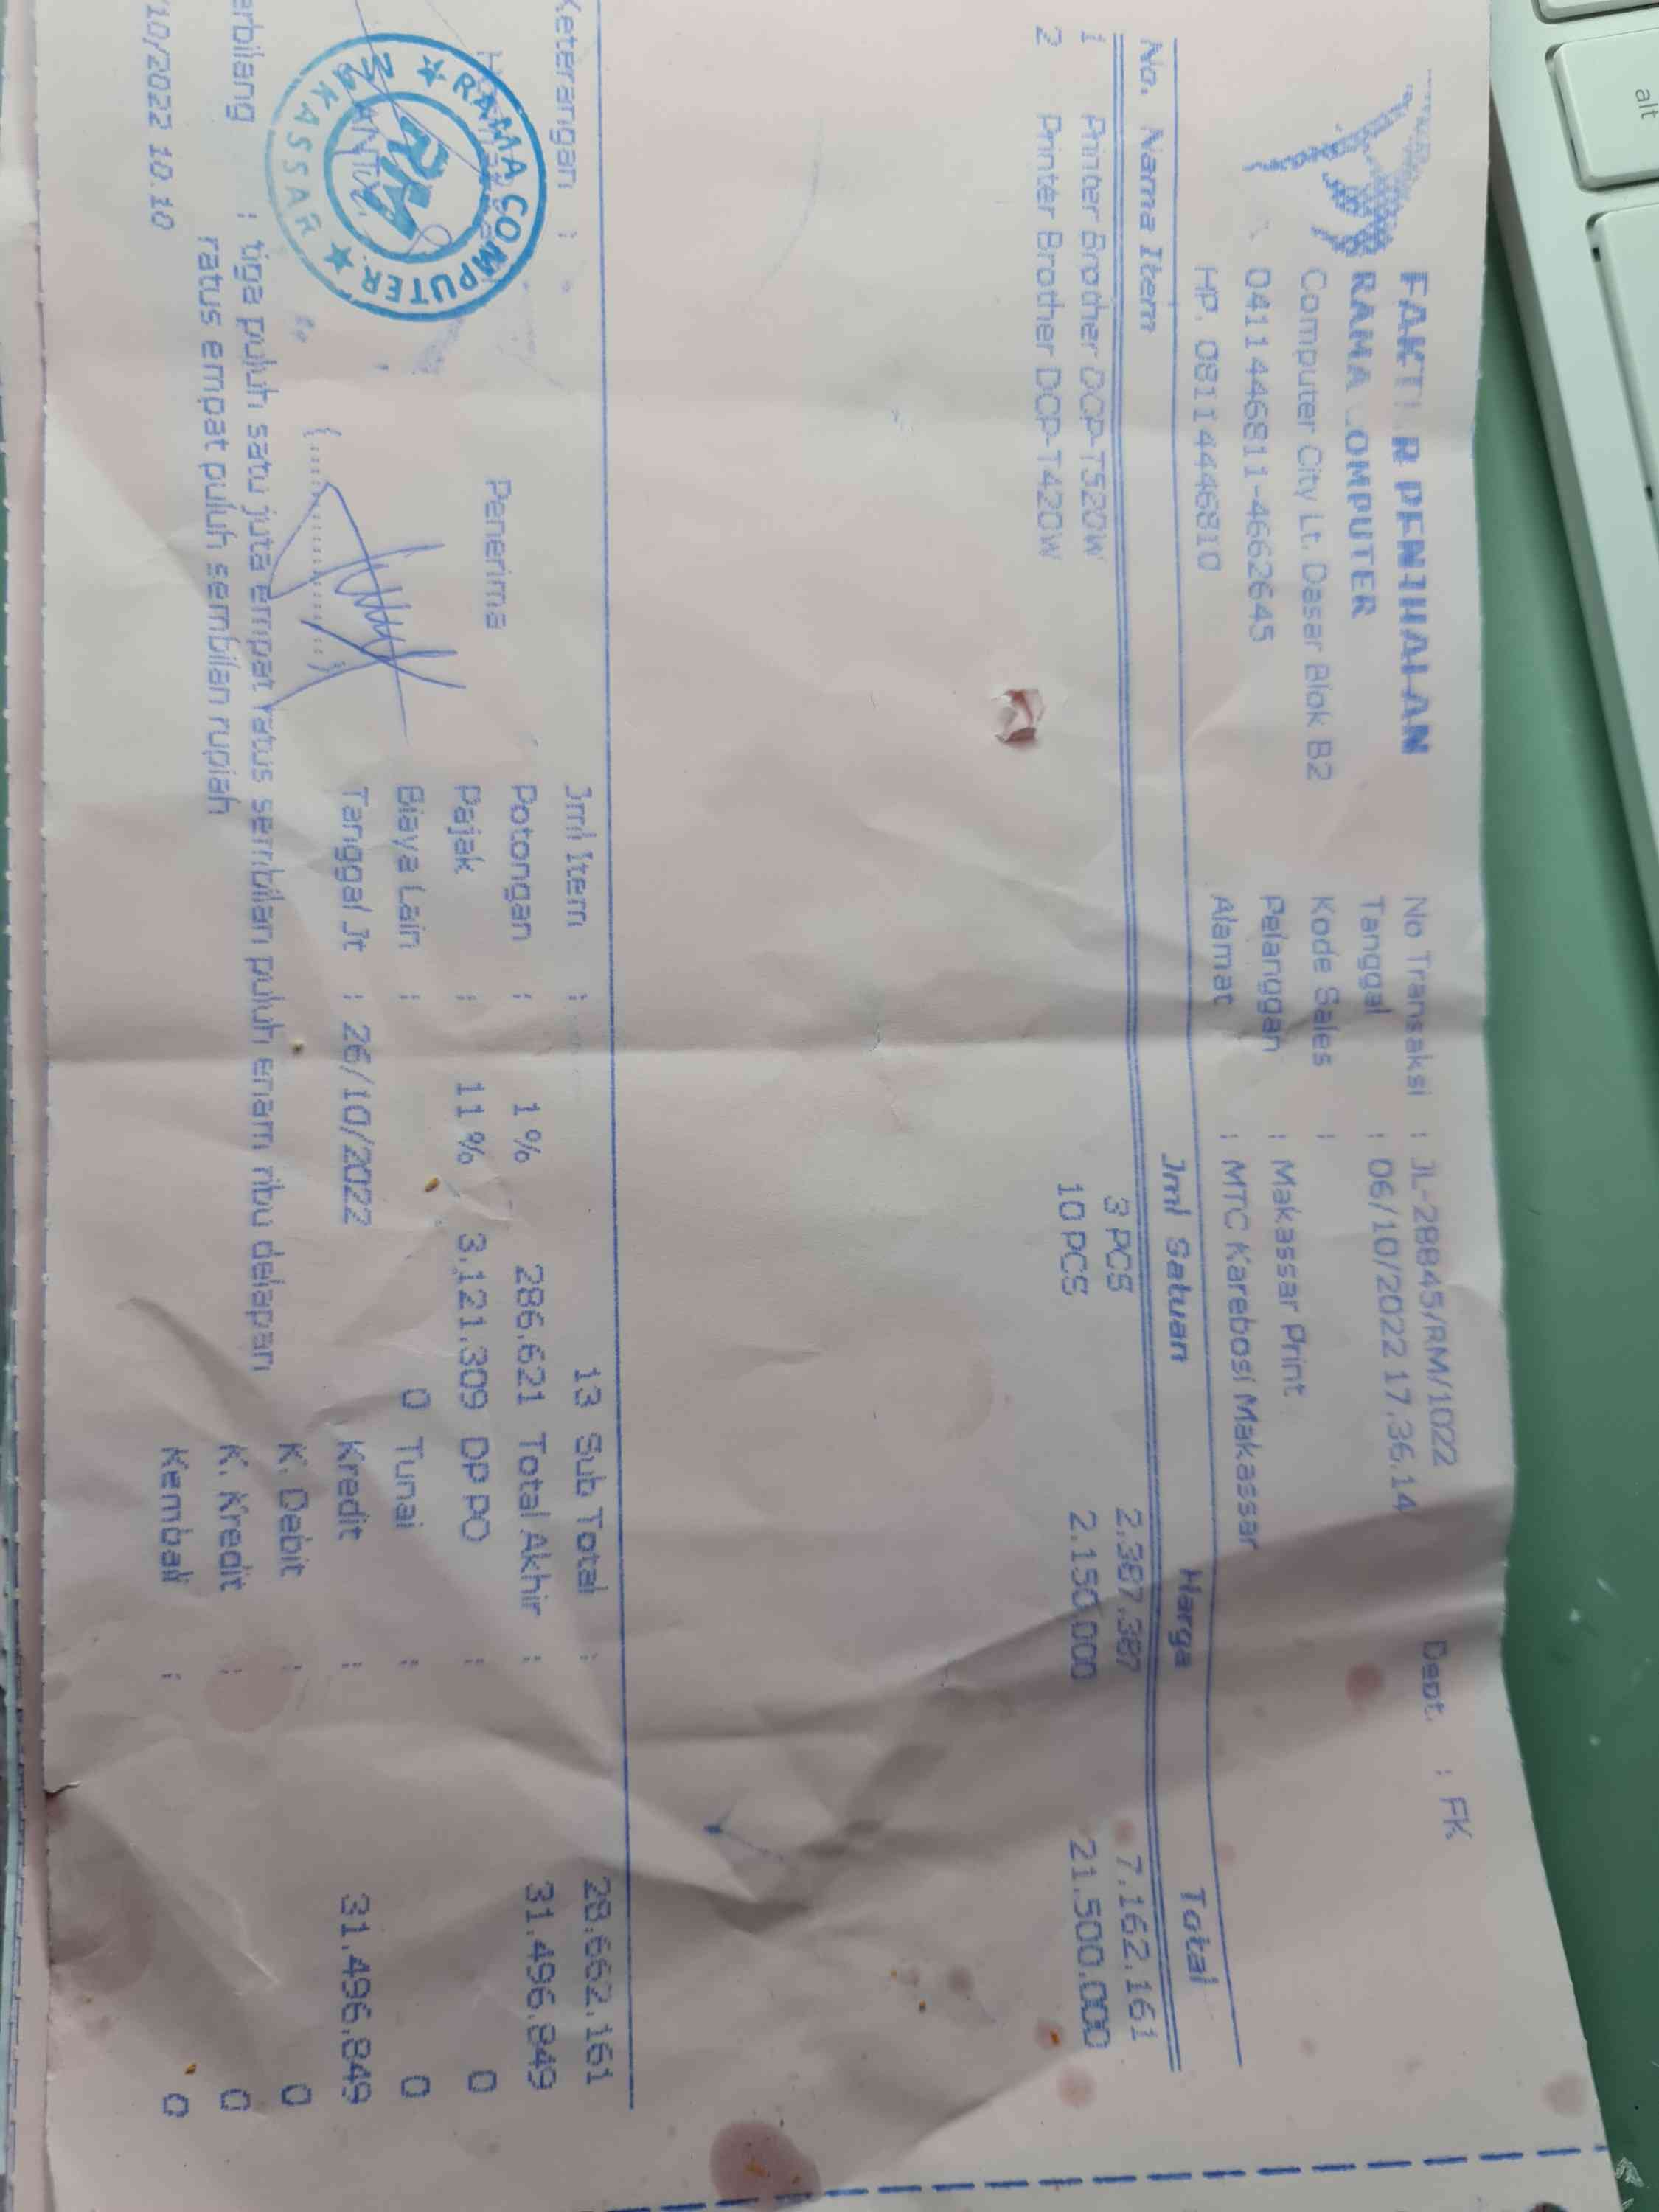 FAKTUR PENJUALAN
RAMA COMPUTER
Computer City Lt. Dasar Blok B2
04114446811-4662645
HP. 08114446810
No Transaksi : JL-28845/RM/1022
Tanggal : 06/10/2022 17.36.14
Kode Sales :
Pelanggan : Makassar Print
Alamat : MTC Karebosi Makassar
Dept. : FK
No. Nama Item Jml Satuan Harga Total
1 Printer Brother DCP-T520W 3 PCS 2.387.387 7.162.161
2 Printer Brother DCP-T420W 10 PCS 2.150.000 21.500.000
Keterangan :
Jml Item : 13 Sub Total : 28.662.161
Potongan : 1 % 286.621 Total Akhir : 31.496.849
Penerima
Pajak : 11 % 3.121.309 DP PO : 0
Biaya Lain : 0 Tunai : 0
Tanggal Jt : 26/10/2022 Kredit : 31.496.849
K. Debit : 0
K. Kredit : 0
Kembali : 0
RAMA COMPUTER
MAKASSAR
RM
erbilang : tiga puluh satu juta empat ratus sembilan puluh enam ribu delapan
ratus empat puluh sembilan rupiah
/10/2022 10.10
alt